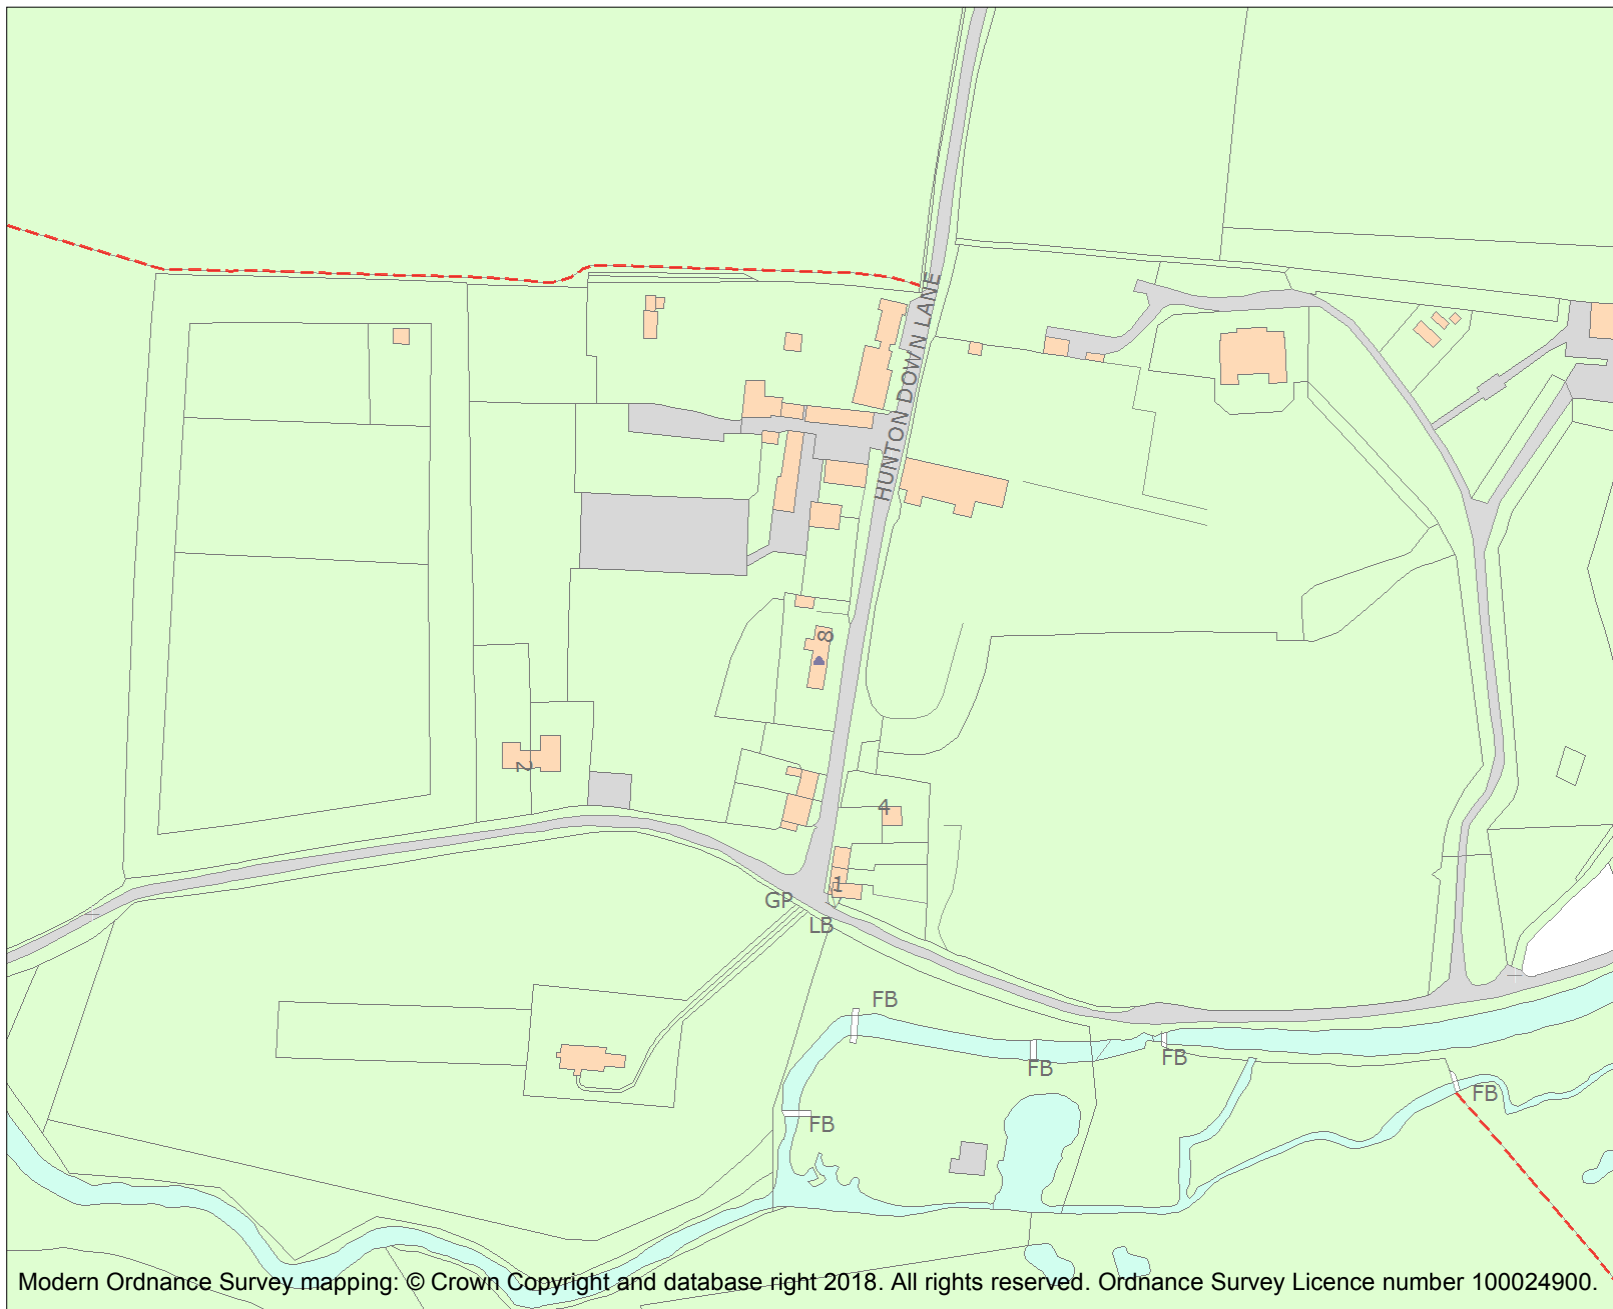 HUNTON DOWN LANE
8
2
4
1
GP
LB
FB
FB
FB
FB
FB
Modern Ordnance Survey mapping: © Crown Copyright and database right 2018. All rights reserved. Ordnance Survey Licence number 100024900.